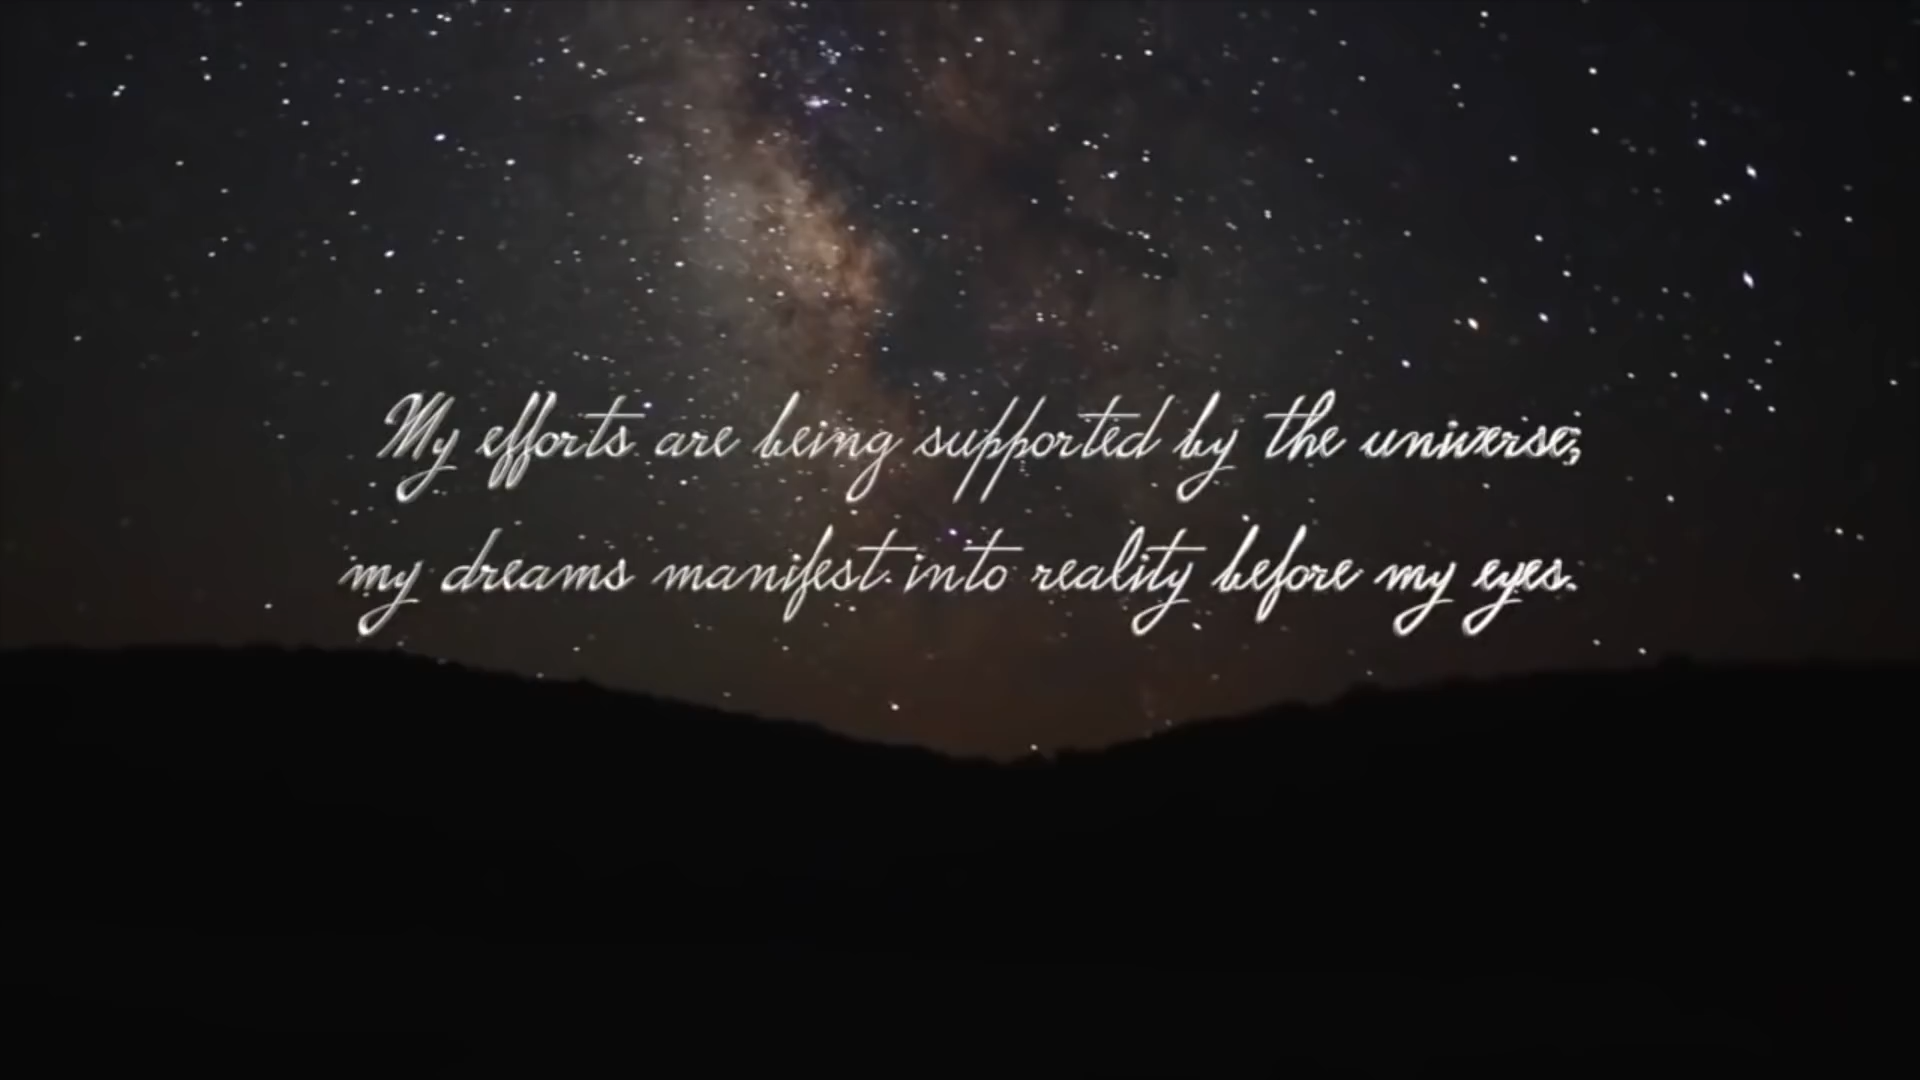 My efforts are being supported by the universe;
my dreams manifest into reality before my eyes.